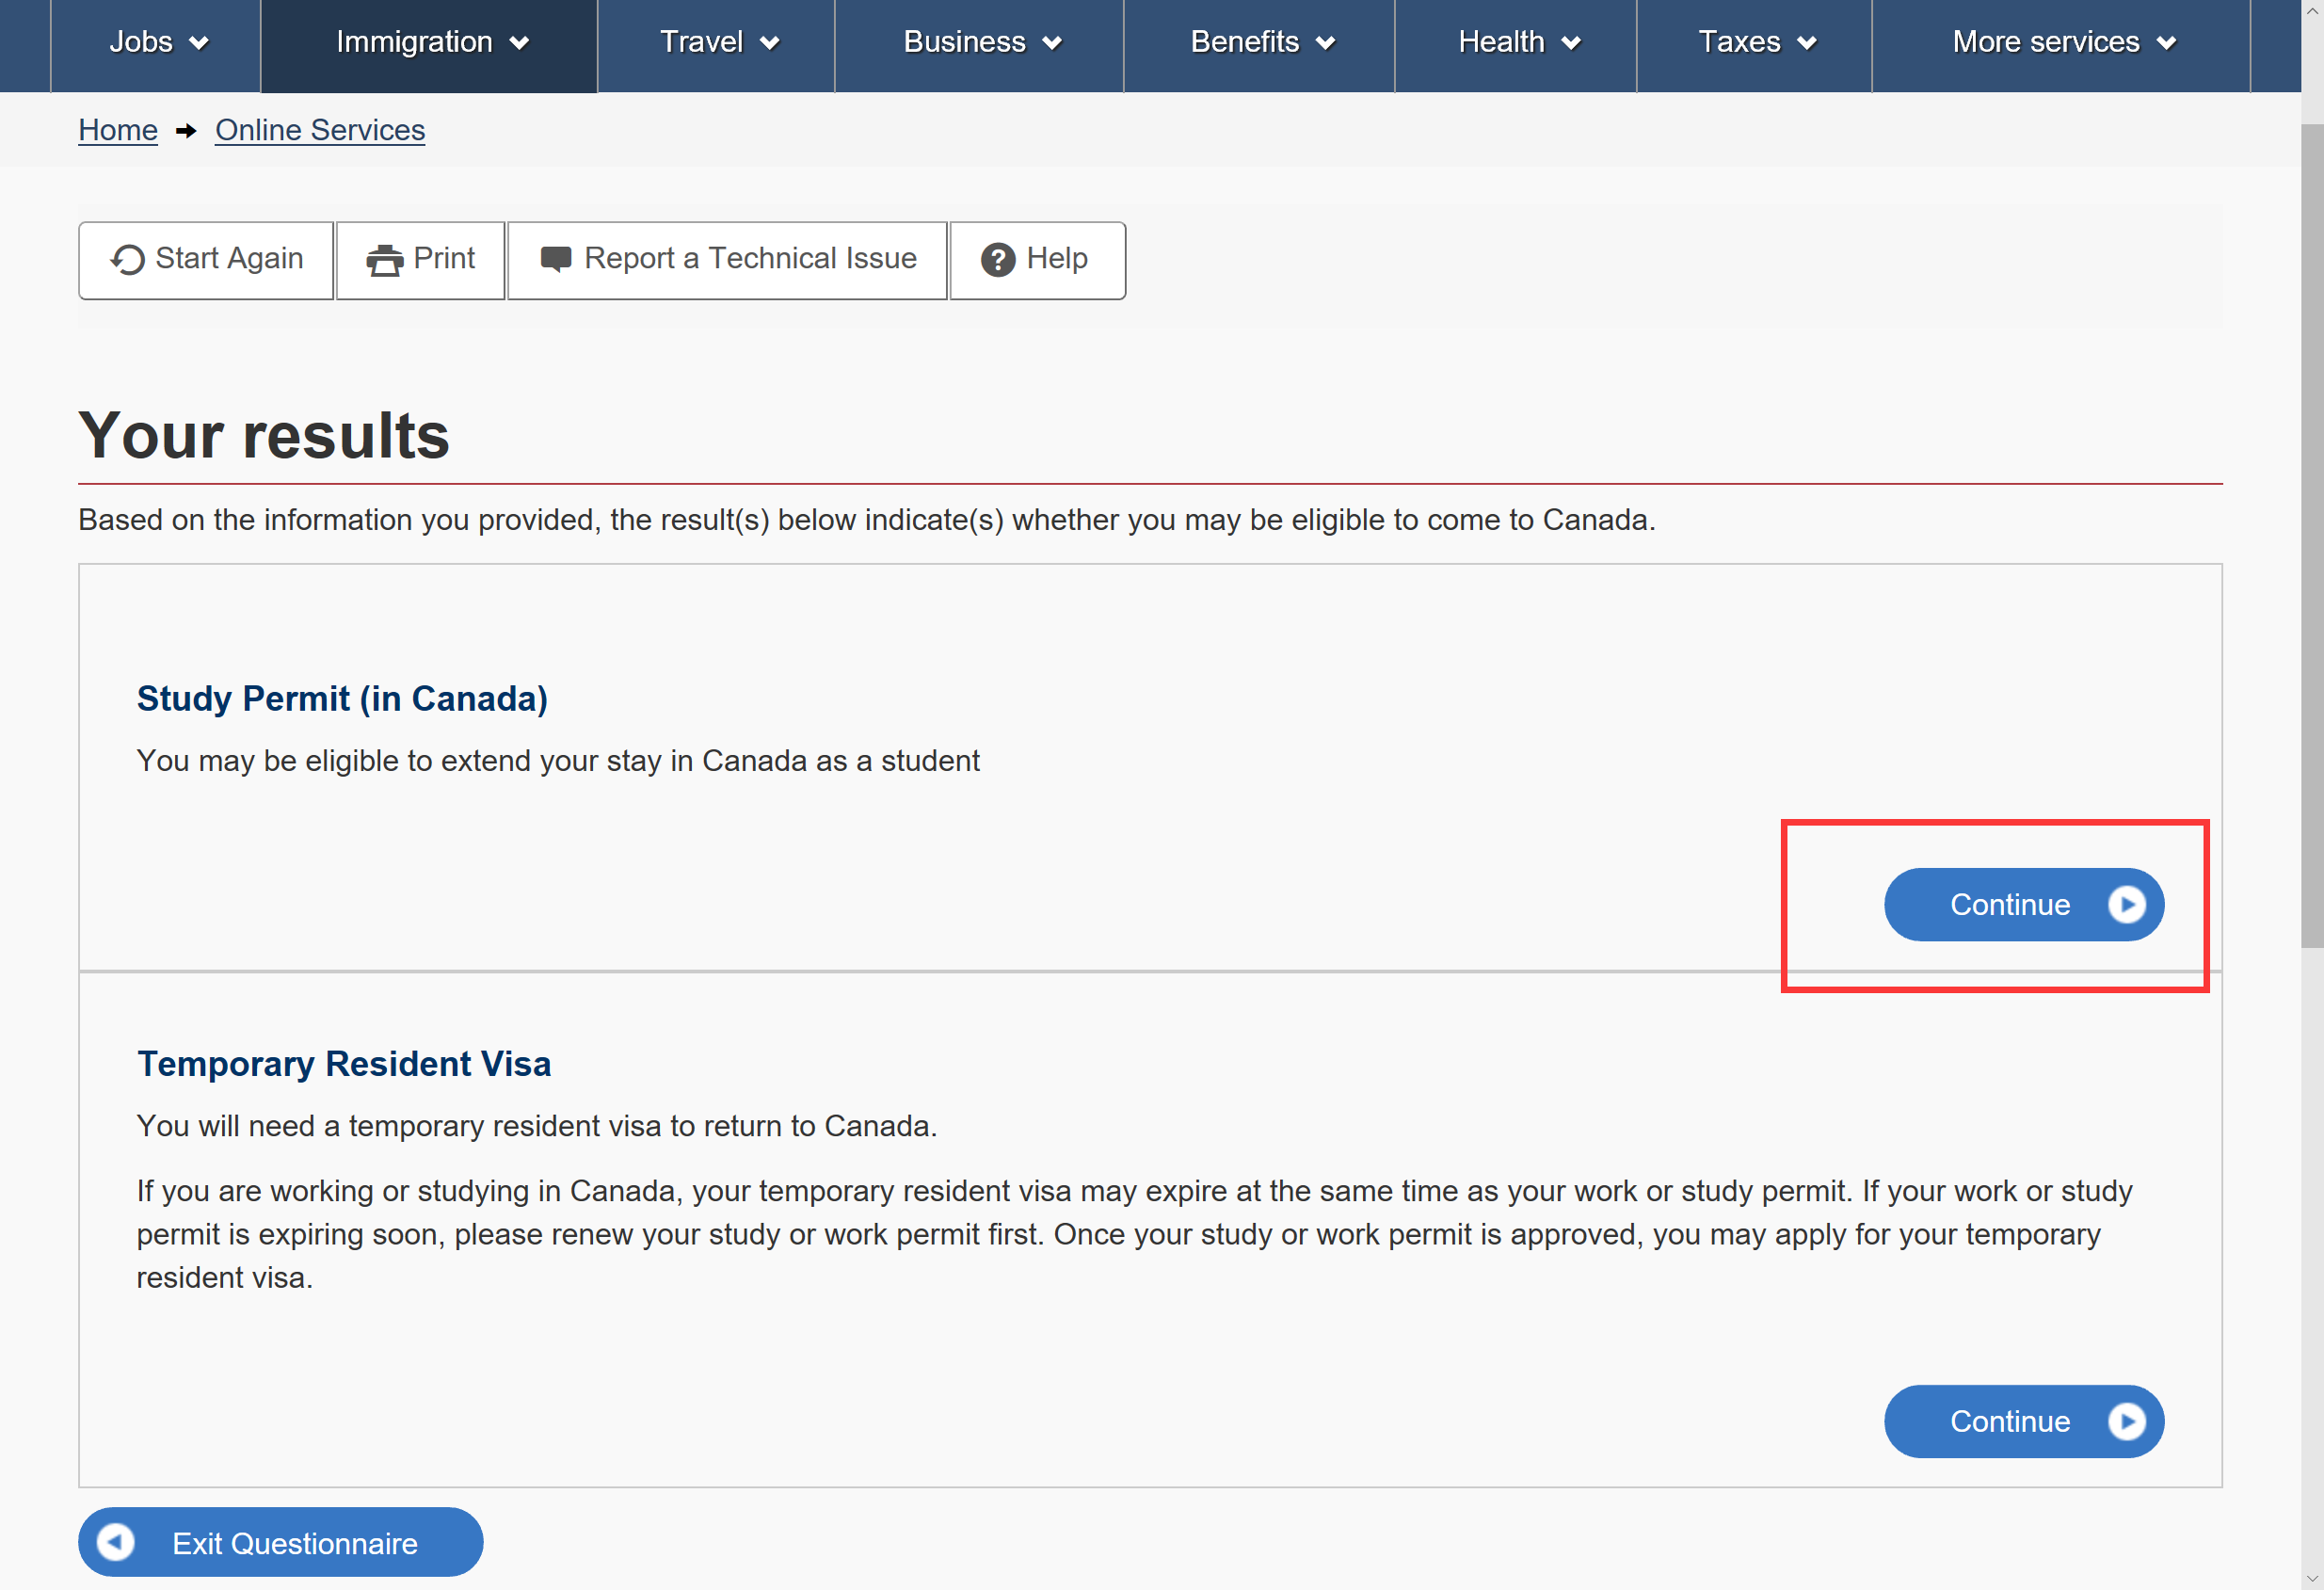 Jobs Immigration Travel Business Benefits Health Taxes More services
Home Online Services
Start Again Print Report a Technical Issue Help
Your results
Based on the information you provided, the result(s) below indicate(s) whether you may be eligible to come to Canada.
Study Permit (in Canada)
You may be eligible to extend your stay in Canada as a student
Continue
Temporary Resident Visa
You will need a temporary resident visa to return to Canada.
If you are working or studying in Canada, your temporary resident visa may expire at the same time as your work or study permit. If your work or study
permit is expiring soon, please renew your study or work permit first. Once your study or work permit is approved, you may apply for your temporary
resident visa.
Continue
Exit Questionnaire